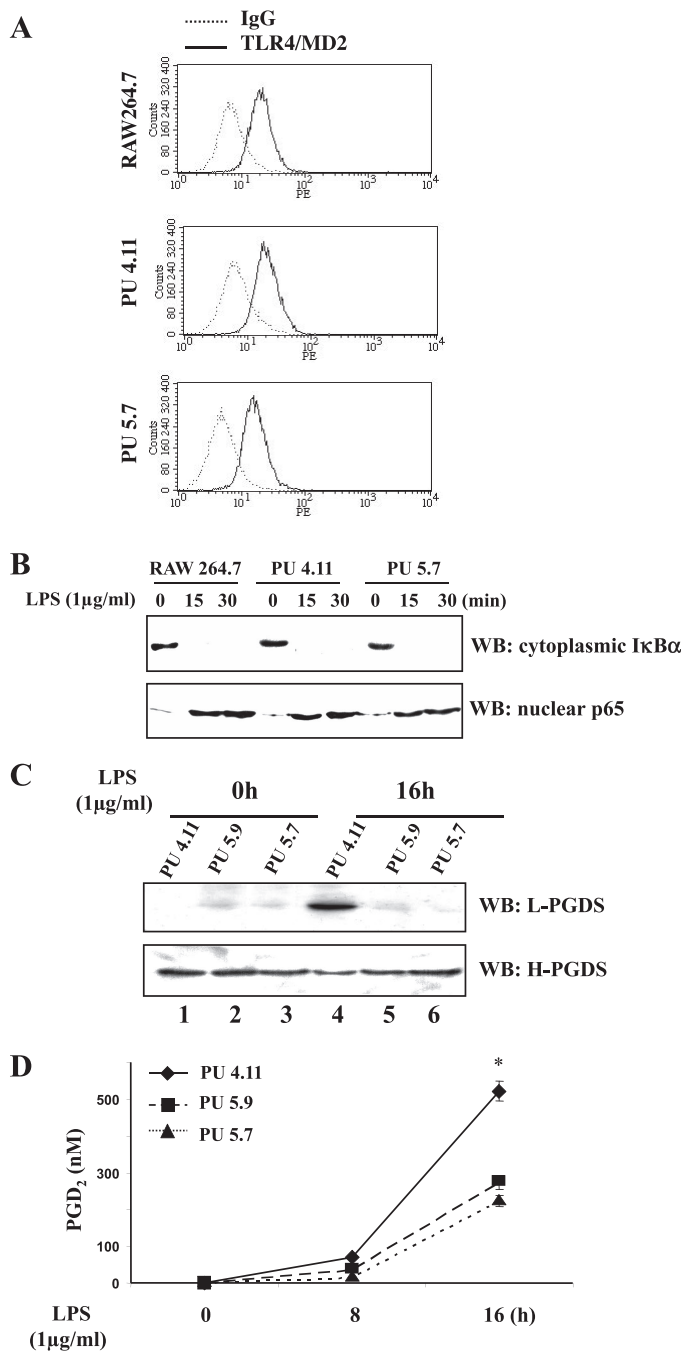 A
IgG
TLR4/MD2
RAW264.7
Counts
0 80 160 240 320 400
10^0 10^1 10^2 10^3 10^4
PE
PU 4.11
Counts
0 80 160 240 320 400
10^0 10^1 10^2 10^3 10^4
PE
PU 5.7
Counts
0 80 160 240 320 400
10^0 10^1 10^2 10^3 10^4
PE
B
RAW 264.7 PU 4.11 PU 5.7
LPS (1µg/ml) 0 15 30 0 15 30 0 15 30 (min)
WB: cytoplasmic IκBα
WB: nuclear p65
C
LPS
(1µg/ml)
0h 16h
PU 4.11 PU 5.9 PU 5.7 PU 4.11 PU 5.9 PU 5.7
WB: L-PGDS
WB: H-PGDS
1 2 3 4 5 6
D
PU 4.11
PU 5.9
PU 5.7
*
PGD₂ (nM)
500
300
100
0
LPS
(1µg/ml)
0 8 16 (h)